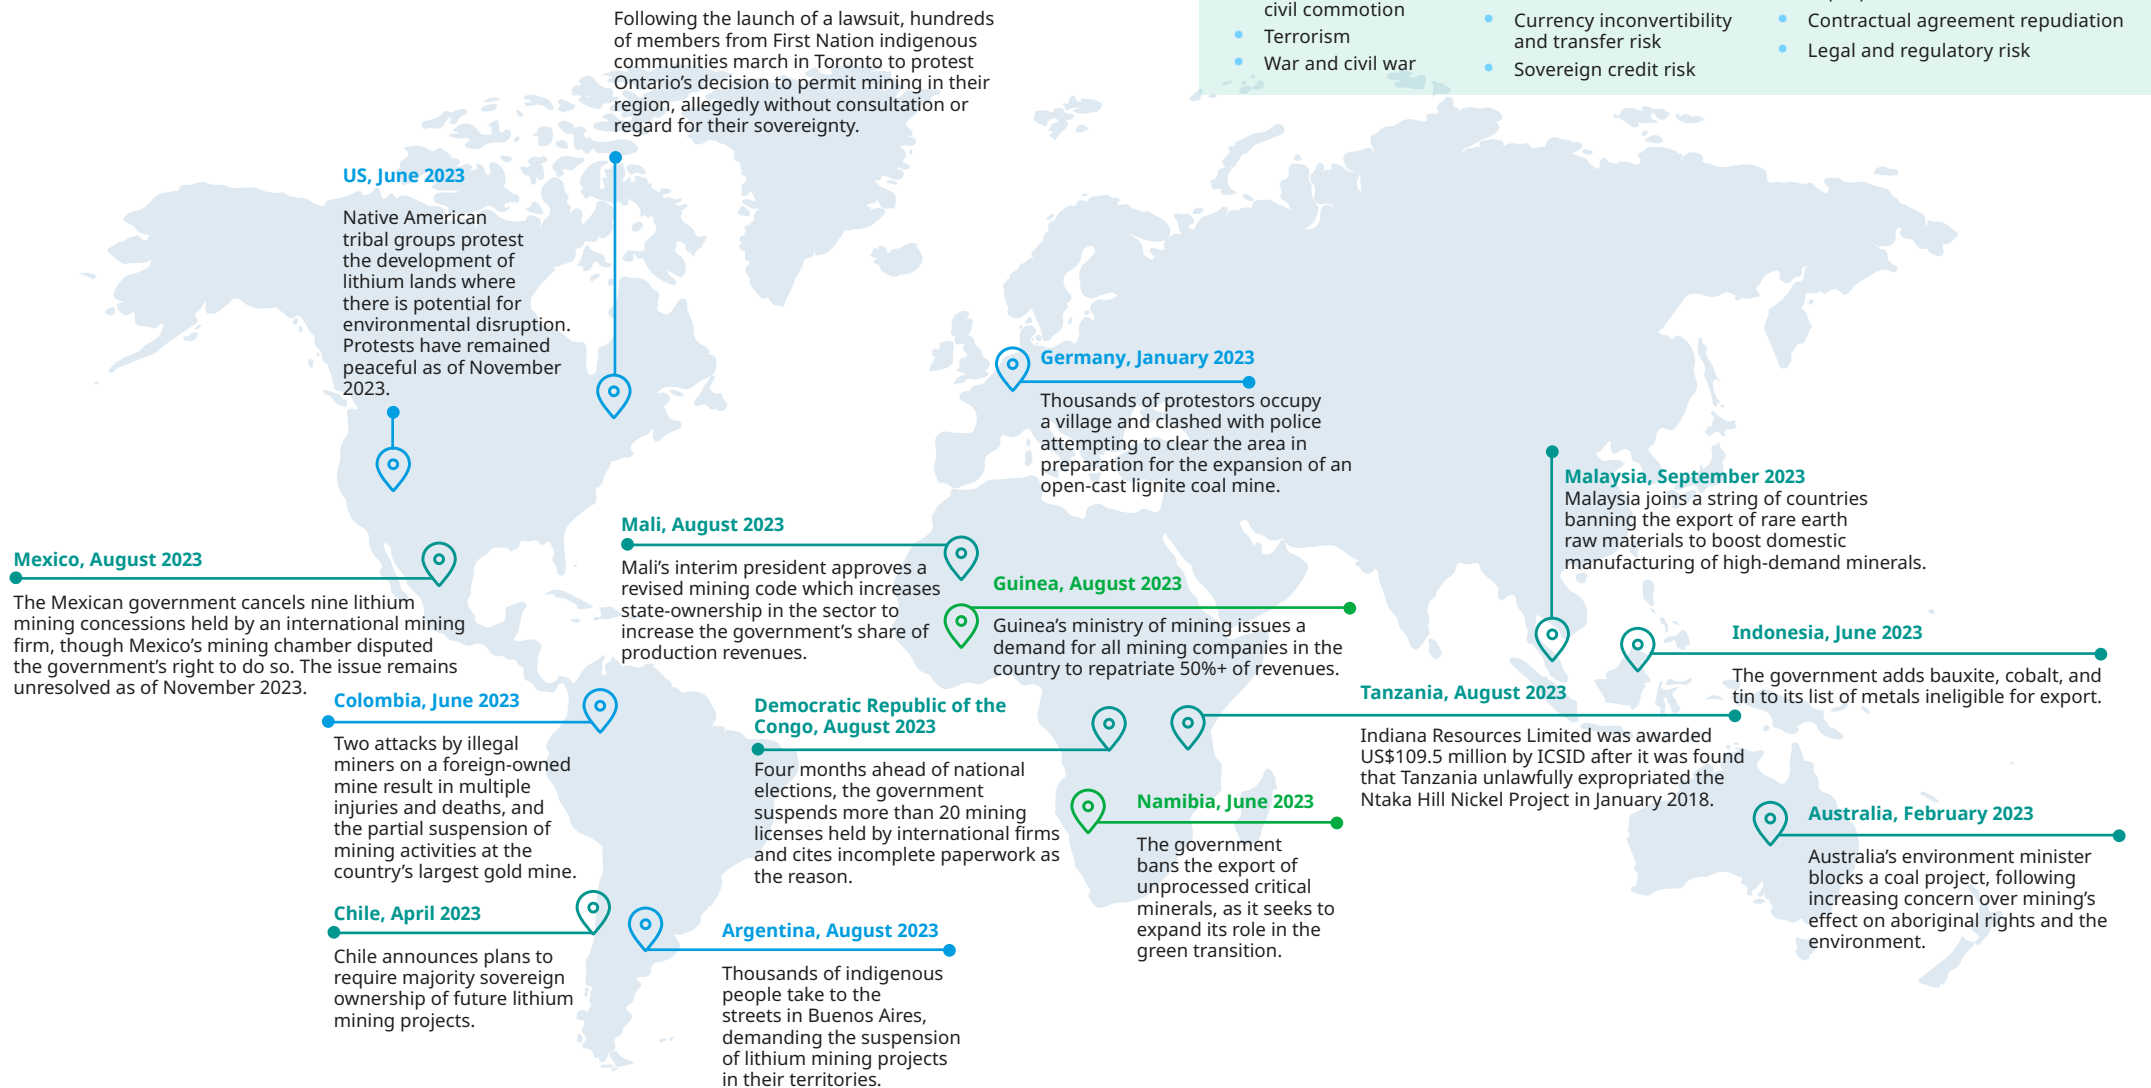 civil commotion
Terrorism
War and civil war
Currency inconvertibility
and transfer risk
Sovereign credit risk
Contractual agreement repudiation
Legal and regulatory risk
Following the launch of a lawsuit, hundreds
of members from First Nation indigenous
communities march in Toronto to protest
Ontario's decision to permit mining in their
region, allegedly without consultation or
regard for their sovereignty.
US, June 2023
Native American
tribal groups protest
the development of
lithium lands where
there is potential for
environmental disruption.
Protests have remained
peaceful as of November
2023.
Germany, January 2023
Thousands of protestors occupy
a village and clashed with police
attempting to clear the area in
preparation for the expansion of an
open-cast lignite coal mine.
Malaysia, September 2023
Malaysia joins a string of countries
banning the export of rare earth
raw materials to boost domestic
manufacturing of high-demand minerals.
Mexico, August 2023
The Mexican government cancels nine lithium
mining concessions held by an international mining
firm, though Mexico's mining chamber disputed
the government's right to do so. The issue remains
unresolved as of November 2023.
Mali, August 2023
Mali's interim president approves a
revised mining code which increases
state-ownership in the sector to
increase the government's share of
production revenues.
Guinea, August 2023
Guinea's ministry of mining issues a
demand for all mining companies in the
country to repatriate 50%+ of revenues.
Indonesia, June 2023
The government adds bauxite, cobalt, and
tin to its list of metals ineligible for export.
Colombia, June 2023
Two attacks by illegal
miners on a foreign-owned
mine result in multiple
injuries and deaths, and
the partial suspension of
mining activities at the
country's largest gold mine.
Democratic Republic of the
Congo, August 2023
Four months ahead of national
elections, the government
suspends more than 20 mining
licenses held by international firms
and cites incomplete paperwork as
the reason.
Tanzania, August 2023
Indiana Resources Limited was awarded
US$109.5 million by ICSID after it was found
that Tanzania unlawfully expropriated the
Ntaka Hill Nickel Project in January 2018.
Namibia, June 2023
The government
bans the export of
unprocessed critical
minerals, as it seeks to
expand its role in the
green transition.
Australia, February 2023
Australia's environment minister
blocks a coal project, following
increasing concern over mining's
effect on aboriginal rights and the
environment.
Chile, April 2023
Chile announces plans to
require majority sovereign
ownership of future lithium
mining projects.
Argentina, August 2023
Thousands of indigenous
people take to the
streets in Buenos Aires,
demanding the suspension
of lithium mining projects
in their territories.